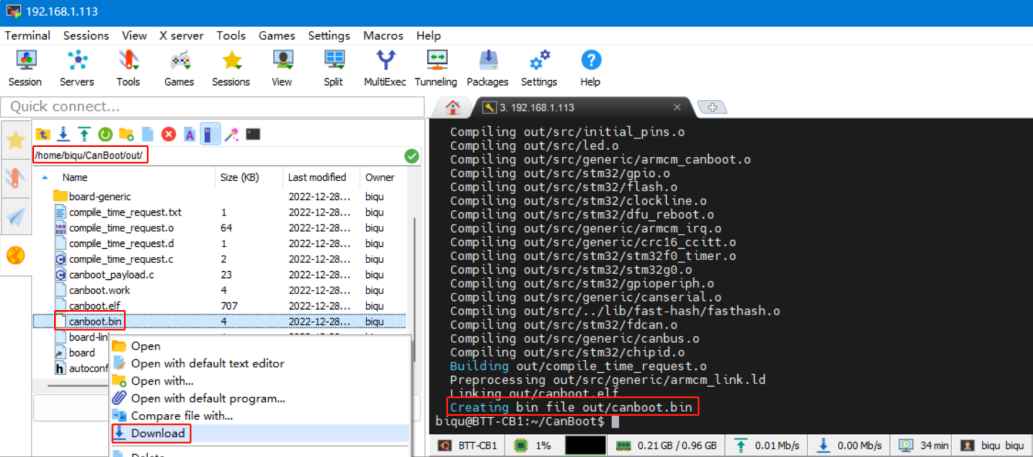 192.168.1.113
Terminal Sessions View X server Tools Games Settings Macros Help
Session Servers Tools Games Sessions View Split MultiExec Tunneling Packages Settings Help
Quick connect...
3. 192.168.1.113
/home/biqu/CanBoot/out/
Name Size (KB) Last modified Owner
board-generic 2022-12-28... biqu
compile_time_request.txt 1 2022-12-28... biqu
compile_time_request.o 64 2022-12-28... biqu
compile_time_request.d 1 2022-12-28... biqu
compile_time_request.c 2 2022-12-28... biqu
canboot_payload.c 23 2022-12-28... biqu
canboot.work 4 2022-12-28... biqu
canboot.elf 707 2022-12-28... biqu
canboot.bin 4 2022-12-28... biqu
board-lin
board
autoconf
Open
Open with default text editor
Open with...
Open with default program...
Compare file with...
Download
Delete
Compiling out/src/initial_pins.o
Compiling out/src/led.o
Compiling out/src/generic/armcm_canboot.o
Compiling out/src/stm32/gpio.o
Compiling out/src/stm32/flash.o
Compiling out/src/stm32/clockline.o
Compiling out/src/stm32/dfu_reboot.o
Compiling out/src/generic/armcm_irq.o
Compiling out/src/generic/crc16_ccitt.o
Compiling out/src/stm32/stm32f0_timer.o
Compiling out/src/stm32/stm32g0.o
Compiling out/src/stm32/gpioperiph.o
Compiling out/src/generic/canserial.o
Compiling out/src/../lib/fast-hash/fasthash.o
Compiling out/src/stm32/fdcan.o
Compiling out/src/generic/canbus.o
Compiling out/src/stm32/chipid.o
Building out/compile_time_request.o
Preprocessing out/src/generic/armcm_link.ld
Linking out/canboot.elf
Creating bin file out/canboot.bin
biqu@BTT-CB1:~/CanBoot$
BTT-CB1 1% 0.21 GB / 0.96 GB 0.01 Mb/s 0.00 Mb/s 34 min biqu biqu